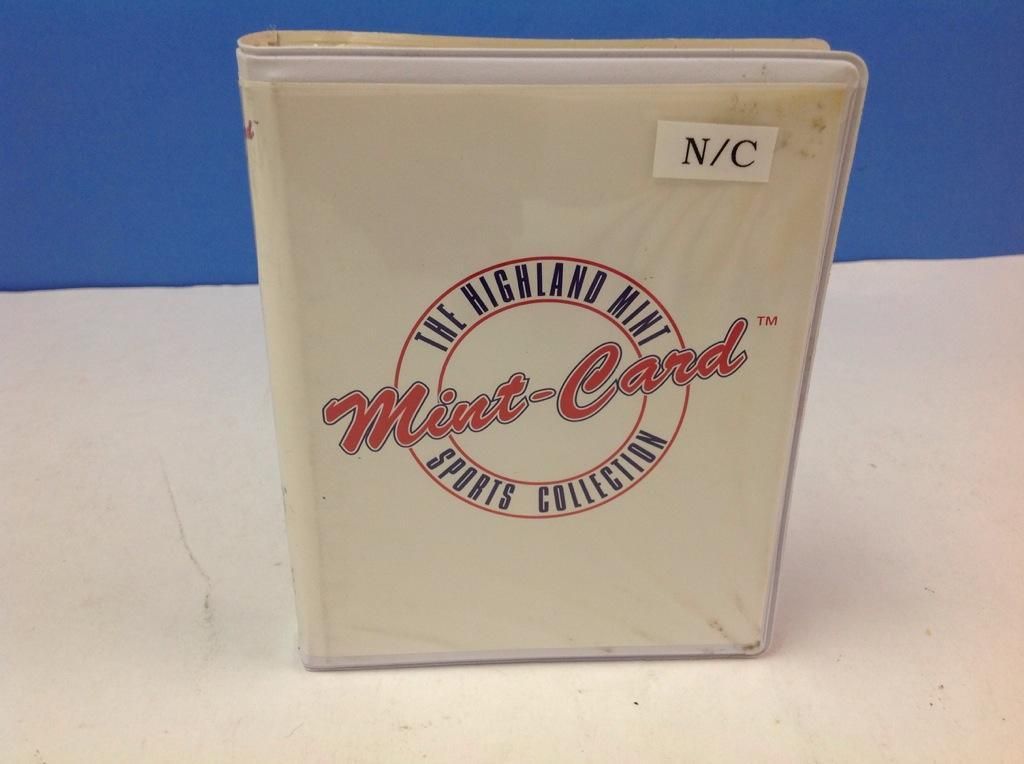 N/C
THE HIGHLAND MINT
Mint-Card™
SPORTS COLLECTION